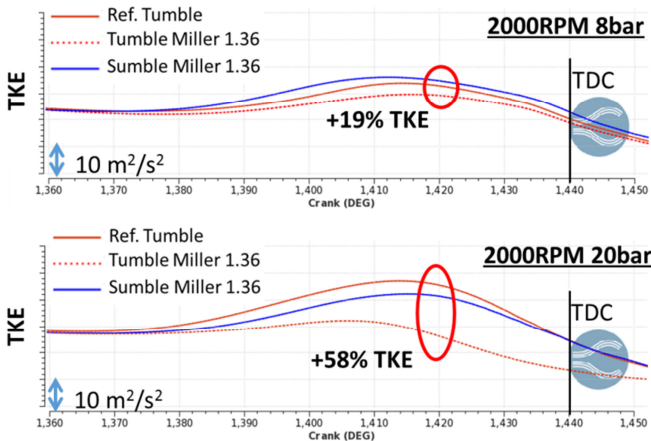 Ref. Tumble
Tumble Miller 1.36
Sumble Miller 1.36
2000RPM 8bar
TDC
TKE
+19% TKE
10 m²/s²
1,360 1,370 1,380 1,390 1,400 1,410 1,420 1,430 1,440 1,450
Crank (DEG)
Ref. Tumble
Tumble Miller 1.36
Sumble Miller 1.36
2000RPM 20bar
TDC
TKE
+58% TKE
10 m²/s²
1,360 1,370 1,380 1,390 1,400 1,410 1,420 1,430 1,440 1,450
Crank (DEG)